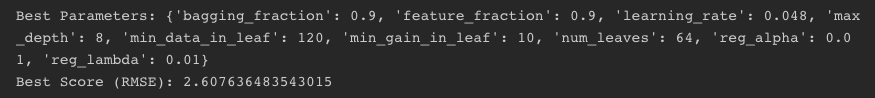 Best Parameters: {'bagging_fraction': 0.9, 'feature_fraction': 0.9, 'learning_rate': 0.048, 'max
_depth': 8, 'min_data_in_leaf': 120, 'min_gain_in_leaf': 10, 'num_leaves': 64, 'reg_alpha': 0.0
1, 'reg_lambda': 0.01}
Best Score (RMSE): 2.607636483543015